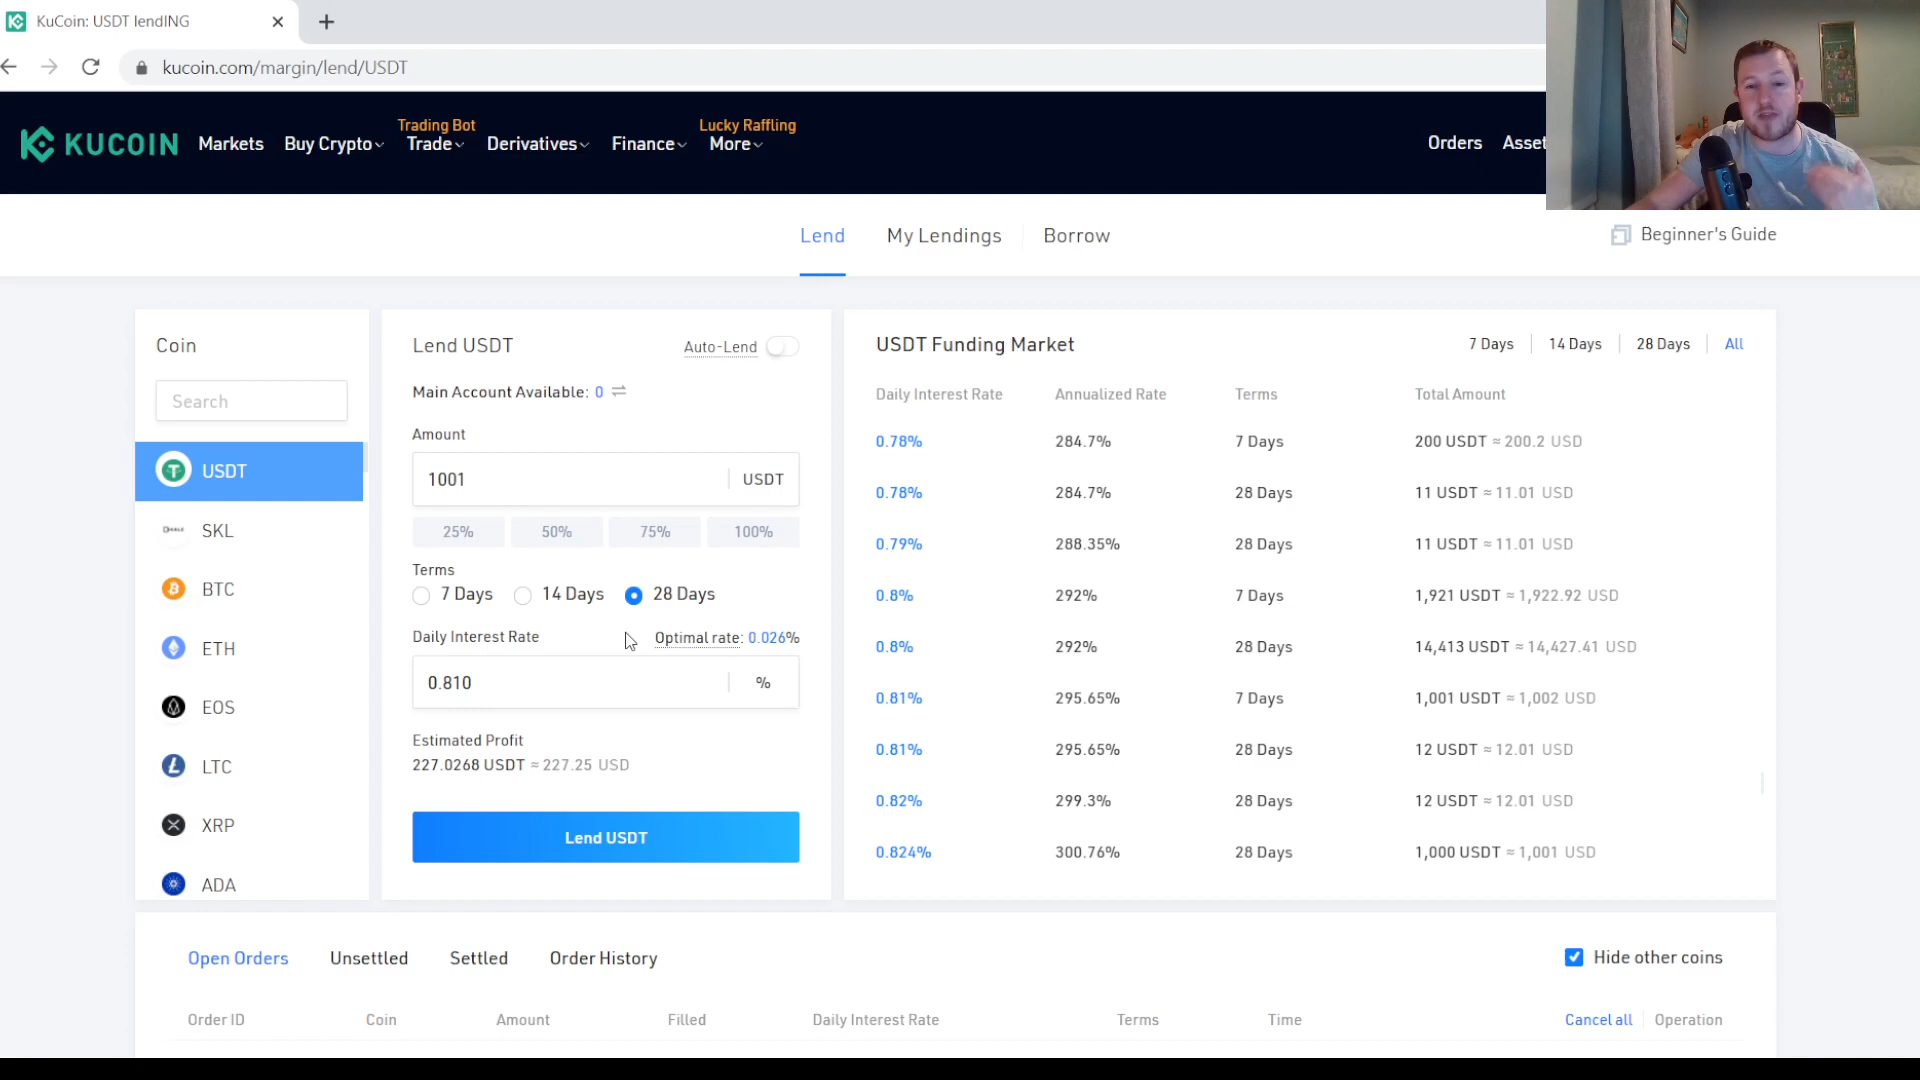 KuCoin: USDT lendING
kucoin.com/margin/lend/USDT
KUCOIN
Markets
Buy Crypto
Trading Bot
Trade
Derivatives
Finance
Lucky Raffling
More
Orders
Asset
Lend
My Lendings
Borrow
Beginner's Guide
Coin
Search
USDT
SKL
BTC
ETH
EOS
LTC
XRP
ADA
Lend USDT
Auto-Lend
Main Account Available: 0
Amount
1001 USDT
25% 50% 75% 100%
Terms
7 Days 14 Days 28 Days
Daily Interest Rate Optimal rate: 0.026%
0.810 %
Estimated Profit
227.0268 USDT ≈ 227.25 USD
Lend USDT
USDT Funding Market
7 Days 14 Days 28 Days All
Daily Interest Rate Annualized Rate Terms Total Amount
0.78% 284.7% 7 Days 200 USDT ≈ 200.2 USD
0.78% 284.7% 28 Days 11 USDT ≈ 11.01 USD
0.79% 288.35% 28 Days 11 USDT ≈ 11.01 USD
0.8% 292% 7 Days 1,921 USDT ≈ 1,922.92 USD
0.8% 292% 28 Days 14,413 USDT ≈ 14,427.41 USD
0.81% 295.65% 7 Days 1,001 USDT ≈ 1,002 USD
0.81% 295.65% 28 Days 12 USDT ≈ 12.01 USD
0.82% 299.3% 28 Days 12 USDT ≈ 12.01 USD
0.824% 300.76% 28 Days 1,000 USDT ≈ 1,001 USD
Open Orders Unsettled Settled Order History
Hide other coins
Order ID Coin Amount Filled Daily Interest Rate Terms Time Cancel all Operation